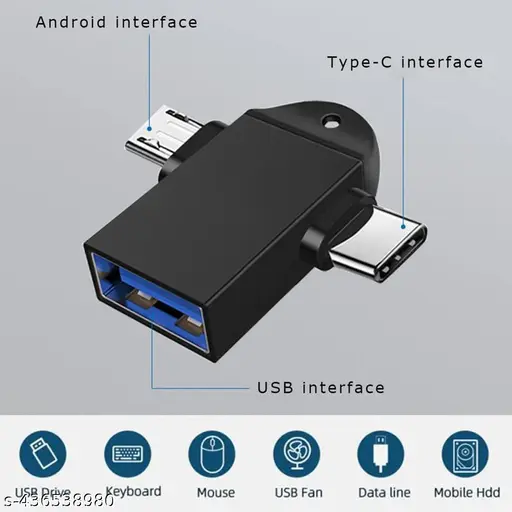 Android interface
Type-C interface
USB interface
USB Drive
Keyboard
Mouse
USB Fan
Data line
Mobile Hdd
s-436538980